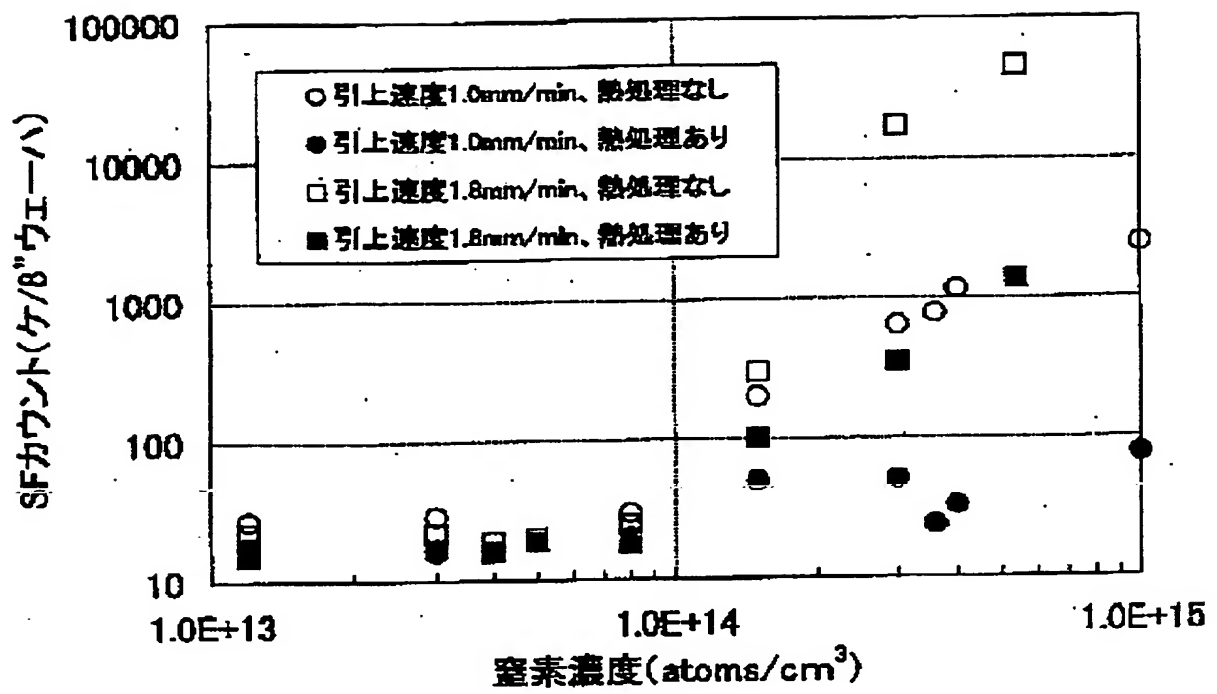 100000
10000
1000
100
10
SFカウント(ケ/8"ウェーハ)
○ 引上速度1.0mm/min、熱処理なし
● 引上速度1.0mm/min、熱処理あり
□ 引上速度1.8mm/min、熱処理なし
■ 引上速度1.8mm/min、熱処理あり
1.0E+13
1.0E+14
1.0E+15
窒素濃度(atoms/cm³)